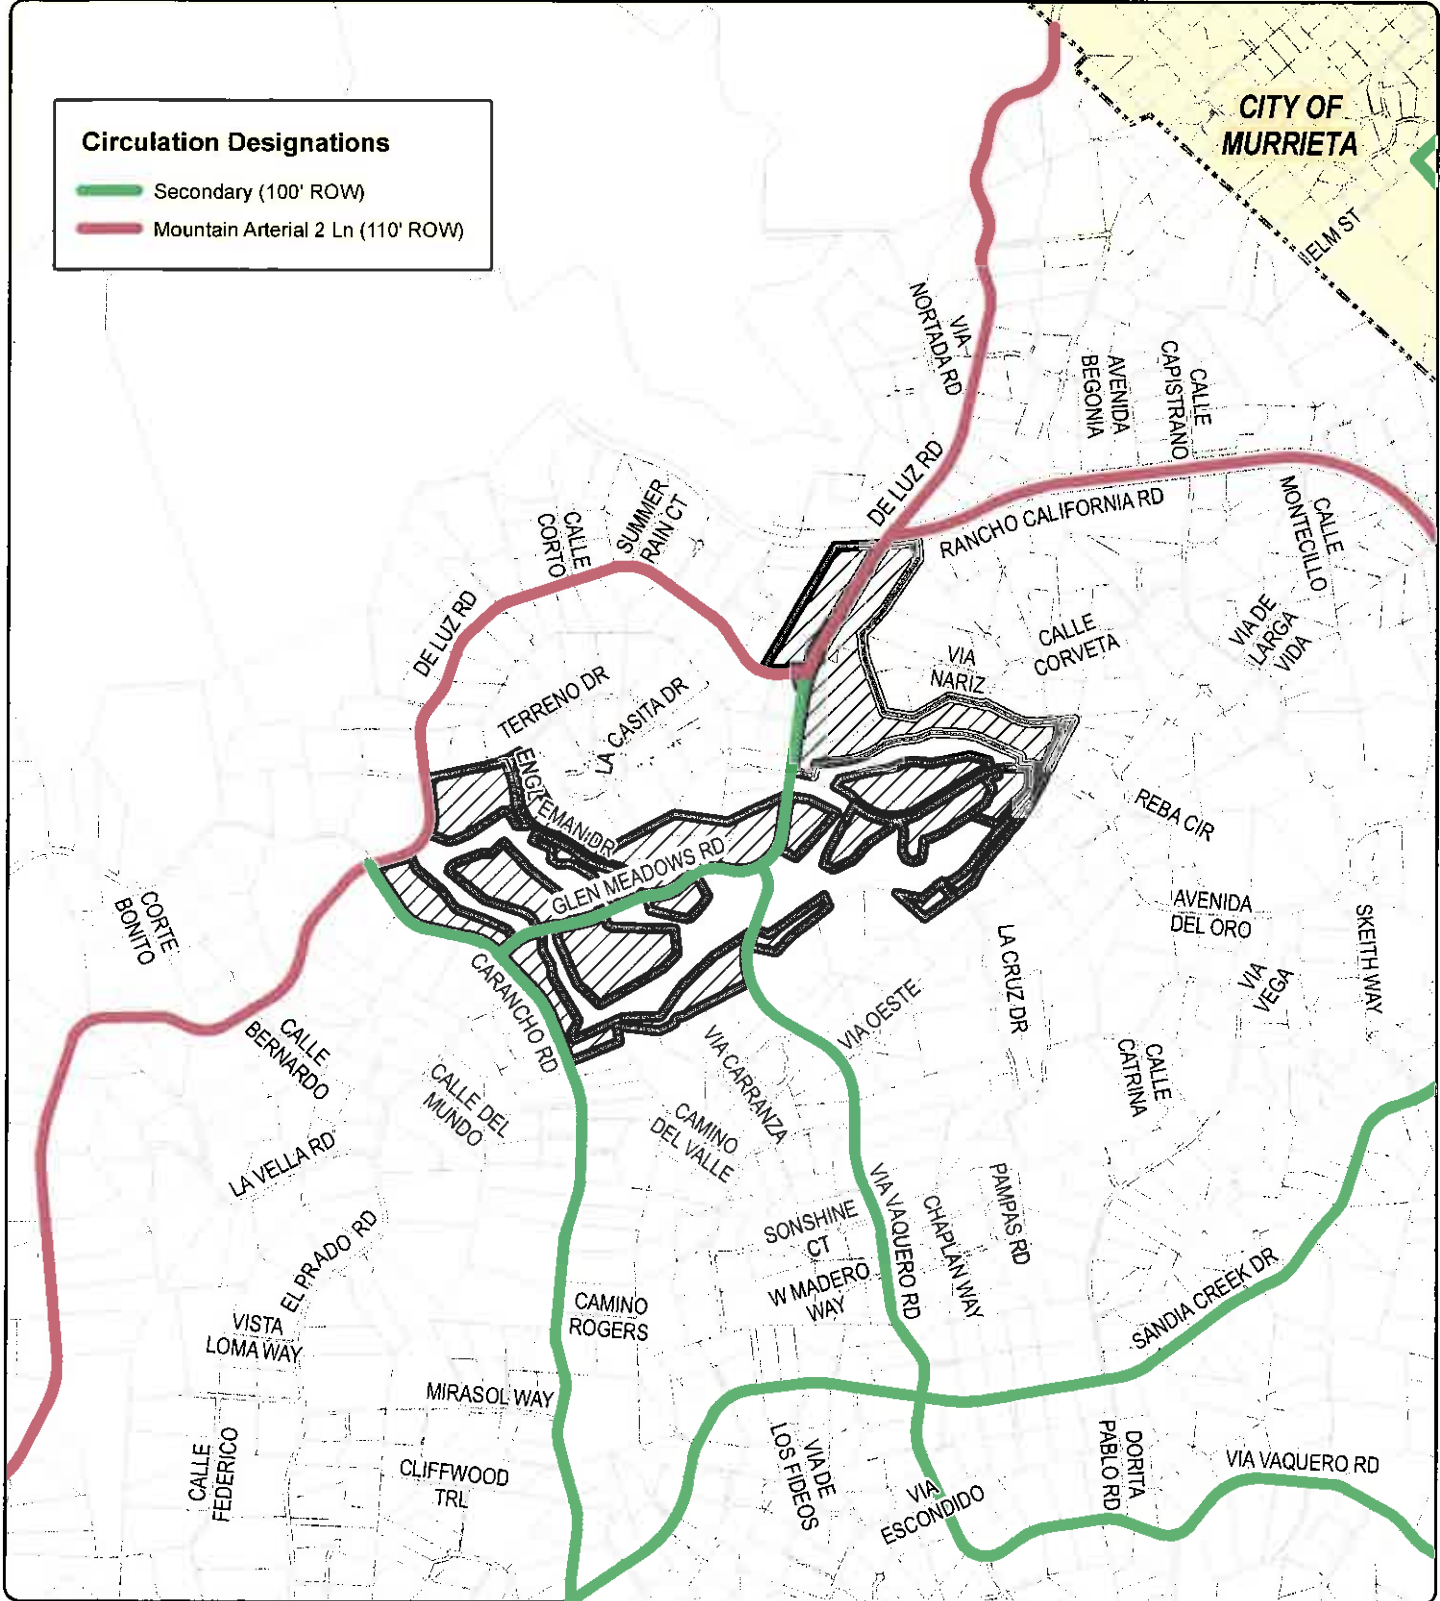 CITY OF
MURRIETA
Circulation Designations
Secondary (100' ROW)
Mountain Arterial 2 Ln (110' ROW)
ELM ST
VIA
NORTADA RD
AVENIDA
BEGONIA
CALLE
CAPISTRANO
DE LUZ RD
RANCHO CALIFORNIA RD
CALLE
MONTECILLO
SUMMER
RAIN CT
CALLE
CORTO
DE LUZ RD
VIA DE
LARGA
VIDA
CALLE
CORVETA
VIA
NARIZ
TERRENO DR
LA CASITA DR
ENGLEMAN DR
REBA CIR
GLEN MEADOWS RD
CORTE
BONITO
AVENIDA
DEL ORO
SKEITH WAY
LA CRUZ DR
VIA
VEGA
CARANCHO RD
VIA OESTE
CALLE
BERNARDO
VIA CARRANZA
CALLE
CATRINA
CALLE DEL
MUNDO
CAMINO
DEL VALLE
LA VELLA RD
VIA VAQUERO RD
PAMPAS RD
CHAPLAN WAY
SONSHINE
CT
EL PRADO RD
SANDIA CREEK DR
W MADERO
WAY
CAMINO
ROGERS
VISTA
LOMA WAY
MIRASOL WAY
CALLE
FEDERICO
CLIFFWOOD
TRL
VIA DE
LOS FIDEOS
VIA
ESCONDIDO
DORITA
PABLO RD
VIA VAQUERO RD